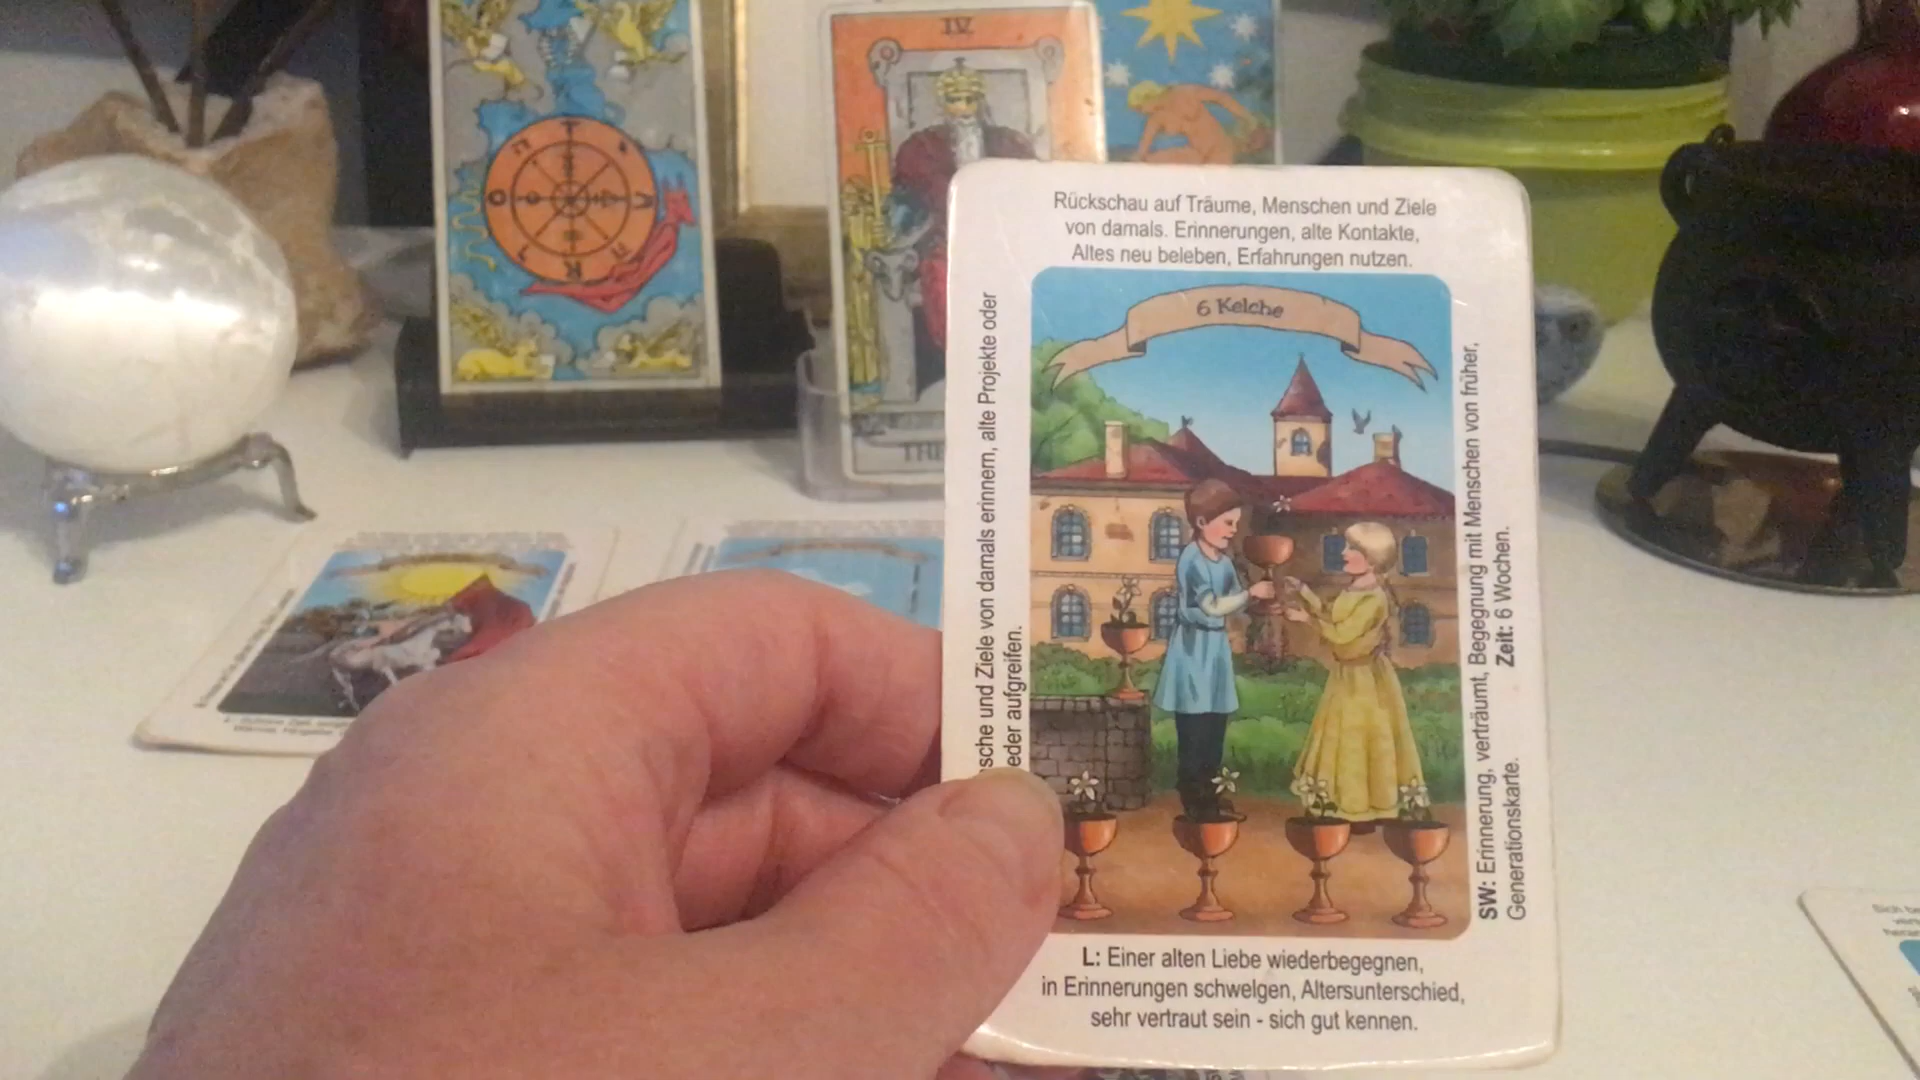 IV
Rückschau auf Träume, Menschen und Ziele
von damals. Erinnerungen, alte Kontakte,
Altes neu beleben, Erfahrungen nutzen.
6 Kelche
sche und Ziele von damals erinnern, alte Projekte oder
eder aufgreifen.
SW: Erinnerung, verträumt, Begegnung mit Menschen von früher,
Generationskarte. Zeit: 6 Wochen.
L: Einer alten Liebe wiederbegegnen,
in Erinnerungen schwelgen, Altersunterschied,
sehr vertraut sein - sich gut kennen.